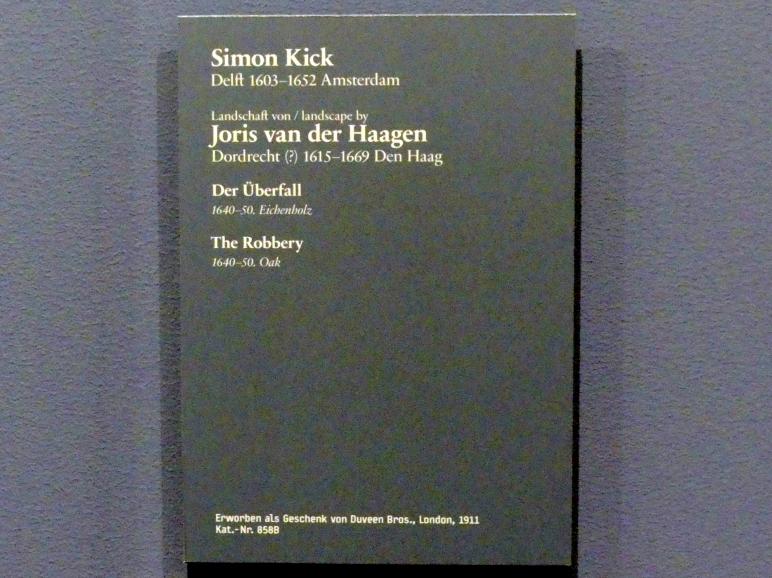 Simon Kick
Delft 1603–1652 Amsterdam
Landschaft von / landscape by
Joris van der Haagen
Dordrecht (?) 1615–1669 Den Haag
Der Überfall
1640–50. Eichenholz
The Robbery
1640–50. Oak
Erworben als Geschenk von Duveen Bros., London, 1911
Kat.-Nr. 858B